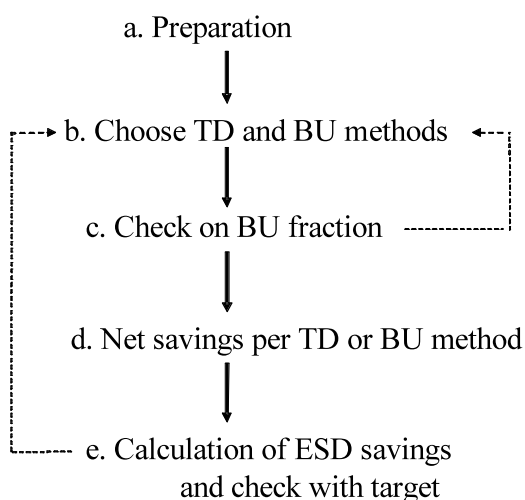 a. Preparation
b. Choose TD and BU methods
c. Check on BU fraction
d. Net savings per TD or BU method
e. Calculation of ESD savings
and check with target